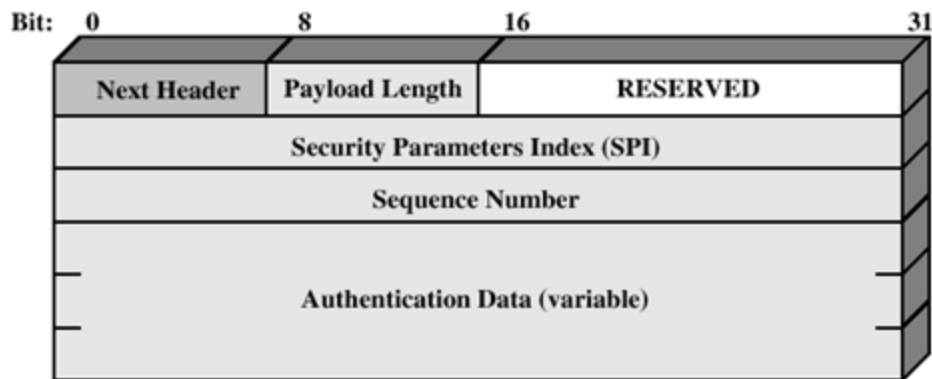 Bit: 0 8 16 31
Next Header Payload Length RESERVED
Security Parameters Index (SPI)
Sequence Number
Authentication Data (variable)